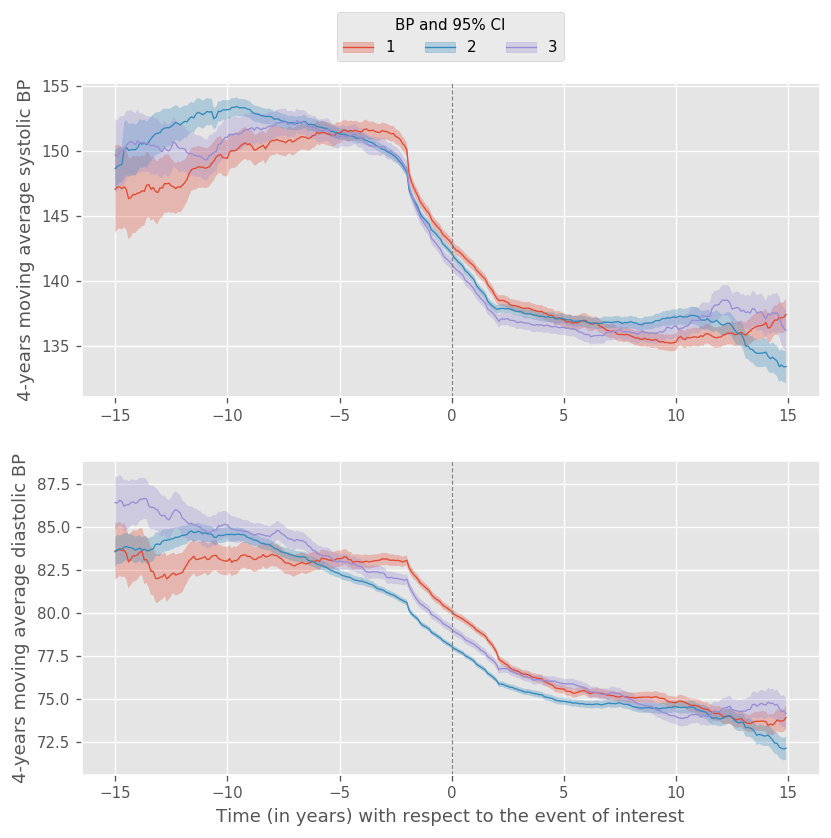 BP and 95% CI
1 2 3
4-years moving average systolic BP
155
150
145
140
135
−15 −10 −5 0 5 10 15
4-years moving average diastolic BP
87.5
85.0
82.5
80.0
77.5
75.0
72.5
−15 −10 −5 0 5 10 15
Time (in years) with respect to the event of interest